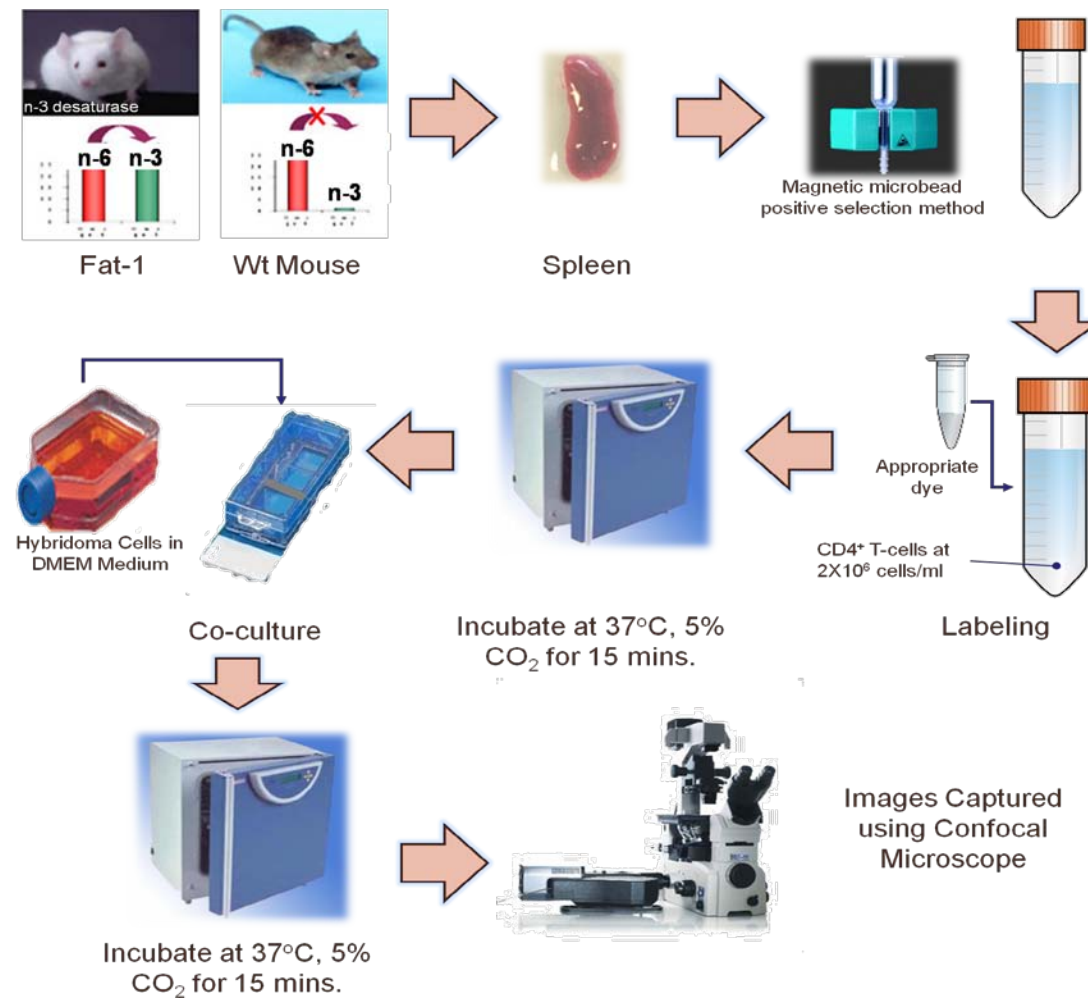 n-3 desaturase
n-6
n-3
n-6
n-3
Fat-1
Wt Mouse
Spleen
Magnetic microbead
positive selection method
Appropriate
dye
CD4⁺ T-cells at
2X10⁶ cells/ml
Labeling
Incubate at 37°C, 5%
CO₂ for 15 mins.
Hybridoma Cells in
DMEM Medium
Co-culture
Incubate at 37°C, 5%
CO₂ for 15 mins.
Images Captured
using Confocal
Microscope